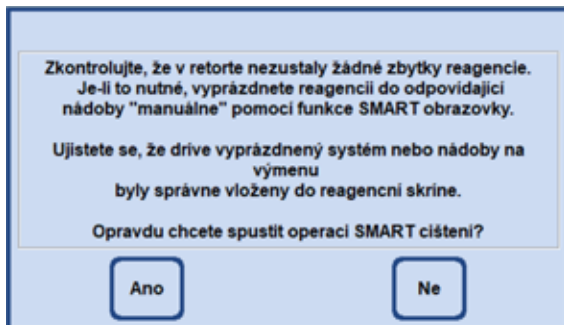 Zkontrolujte, že v retorte nezustaly žádné zbytky reagencie.
Je-li to nutné, vyprázdnete reagencii do odpovídající
nádoby "manuálne" pomocí funkce SMART obrazovky.
Ujistete se, že dríve vyprázdnený systém nebo nádoby na
výmenu
byly správne vloženy do reagencní skríne.
Opravdu chcete spustit operaci SMART cištení?
Ano
Ne